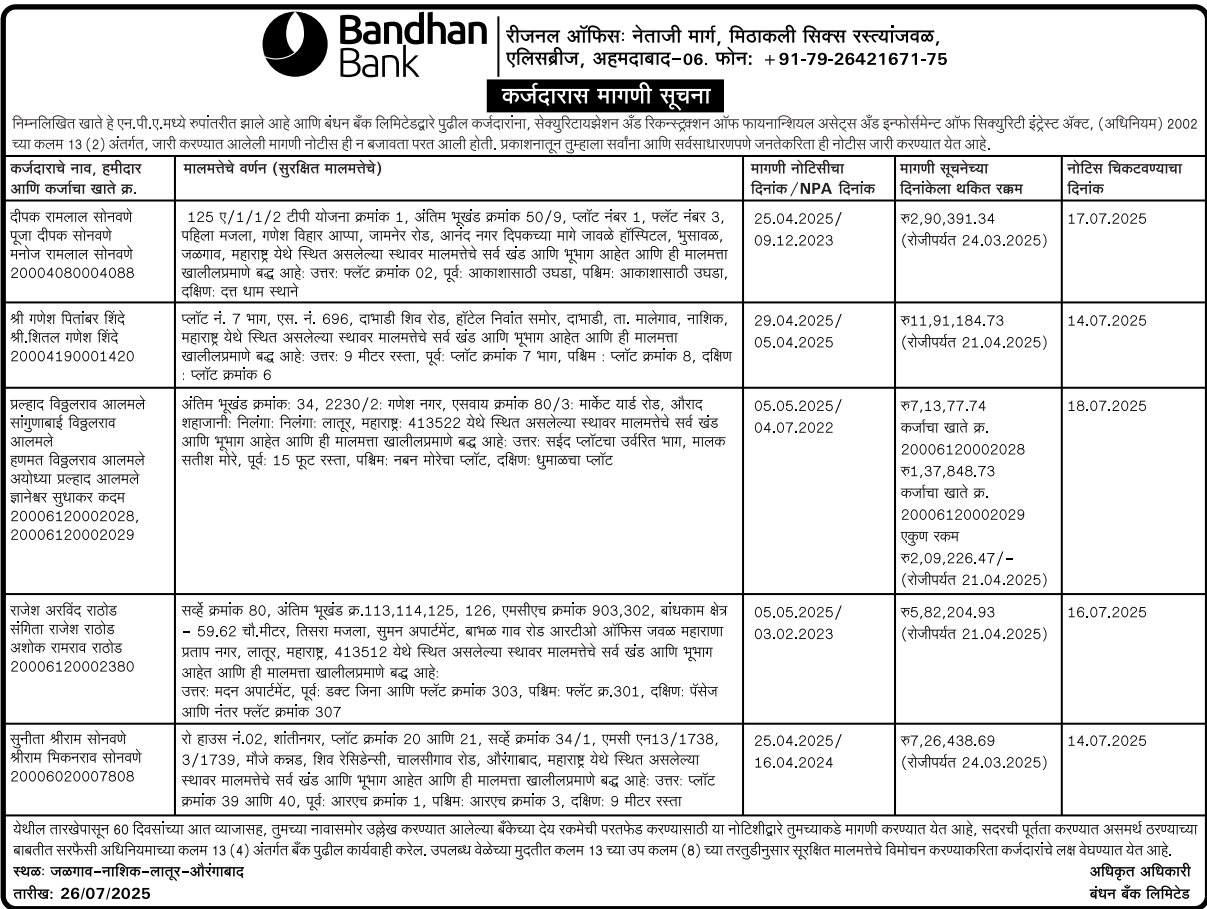 Bandhan
Bank
रीजनल ऑफिसः नेताजी मार्ग, मिठाकली सिक्स रस्त्यांजवळ,
एलिसब्रीज, अहमदाबाद-06. फोन: +91-79-26421671-75
कर्जदारास मागणी सूचना
निम्नलिखित खाते हे एन.पी.ए.मध्ये रुपांतरीत झाले आहे आणि बंधन बँक लिमिटेडद्वारे पुढील कर्जदारांना, सेक्युरिटायझेशन अँड रिकन्स्ट्रक्शन ऑफ फायनान्शियल असेट्स अँड इन्फोर्समेन्ट ऑफ सिक्युरिटी इंट्रेस्ट अ‍ॅक्ट, (अधिनियम) 2002
च्या कलम 13 (2) अंतर्गत, जारी करण्यात आलेली मागणी नोटीस ही न बजावता परत आली होती. प्रकाशनातून तुम्हाला सर्वांना आणि सर्वसाधारणपणे जनतेकरिता ही नोटीस जारी करण्यात येत आहे.
कर्जदाराचे नाव, हमीदार
आणि कर्जाचा खाते क्र.
मालमत्तेचे वर्णन (सुरक्षित मालमत्तेचे)
मागणी नोटिसीचा
दिनांक /NPA दिनांक
मागणी सूचनेच्या
दिनांकेला थकित रक्कम
नोटिस चिकटवण्याचा
दिनांक
दीपक रामलाल सोनवणे
पूजा दीपक सोनवणे
मनोज रामलाल सोनवणे
20004080004088
125 ए/1/1/2 टीपी योजना क्रमांक 1, अंतिम भूखंड क्रमांक 50/9, प्लॉट नंबर 1, फ्लॅट नंबर 3,
पहिला मजला, गणेश विहार आप्पा, जामनेर रोड, आनंद नगर दिपकच्या मागे जावळे हॉस्पिटल, भुसावळ,
जळगाव, महाराष्ट्र येथे स्थित असलेल्या स्थावर मालमत्तेचे सर्व खंड आणि भूभाग आहेत आणि ही मालमत्ता
खालीलप्रमाणे बद्ध आहे: उत्तर: फ्लॅट क्रमांक 02, पूर्व: आकाशासाठी उघडा, पश्चिम: आकाशासाठी उघडा,
दक्षिण: दत्त धाम स्थाने
25.04.2025/
09.12.2023
रु2,90,391.34
(रोजीपर्यंत 24.03.2025)
17.07.2025
श्री गणेश पितांबर शिंदे
श्री.शितल गणेश शिंदे
20004190001420
प्लॉट नं. 7 भाग, एस. नं. 696, दाभाडी शिव रोड, हॉटेल निवांत समोर, दाभाडी, ता. मालेगाव, नाशिक,
महाराष्ट्र येथे स्थित असलेल्या स्थावर मालमत्तेचे सर्व खंड आणि भूभाग आहेत आणि ही मालमत्ता
खालीलप्रमाणे बद्ध आहे: उत्तर: 9 मीटर रस्ता, पूर्व: प्लॉट क्रमांक 7 भाग, पश्चिम : प्लॉट क्रमांक 8, दक्षिण
: प्लॉट क्रमांक 6
29.04.2025/
05.04.2025
रु11,91,184.73
(रोजीपर्यंत 21.04.2025)
14.07.2025
प्रल्हाद विठ्ठलराव आलमले
सांगुणाबाई विठ्ठलराव
आलमले
हणमत विठ्ठलराव आलमले
अयोध्या प्रल्हाद आलमले
ज्ञानेश्वर सुधाकर कदम
20006120002028,
20006120002029
अंतिम भूखंड क्रमांक: 34, 2230/2: गणेश नगर, एसवाय क्रमांक 80/3: मार्केट यार्ड रोड, औराद
शहाजानी: निलंगा: निलंगा: लातूर, महाराष्ट्र: 413522 येथे स्थित असलेल्या स्थावर मालमत्तेचे सर्व खंड
आणि भूभाग आहेत आणि ही मालमत्ता खालीलप्रमाणे बद्ध आहे: उत्तर: सईद प्लॉटचा उर्वरित भाग, मालक
सतीश मोरे, पूर्व: 15 फूट रस्ता, पश्चिम: नबन मोरेचा प्लॉट, दक्षिण: धुमाळचा प्लॉट
05.05.2025/
04.07.2022
रु7,13,77.74
कर्जाचा खाते क्र.
20006120002028
रु1,37,848.73
कर्जाचा खाते क्र.
20006120002029
एकुण रकम
रु2,09,226.47/-
(रोजीपर्यंत 21.04.2025)
18.07.2025
राजेश अरविंद राठोड
संगिता राजेश राठोड
अशोक रामराव राठोड
20006120002380
सर्व्हे क्रमांक 80, अंतिम भूखंड क्र.113,114,125, 126, एमसीएच क्रमांक 903,302, बांधकाम क्षेत्र
- 59.62 चौ.मीटर, तिसरा मजला, सुमन अपार्टमेंट, बाभळ गाव रोड आरटीओ ऑफिस जवळ महाराणा
प्रताप नगर, लातूर, महाराष्ट्र, 413512 येथे स्थित असलेल्या स्थावर मालमत्तेचे सर्व खंड आणि भूभाग
आहेत आणि ही मालमत्ता खालीलप्रमाणे बद्ध आहे:
उत्तर: मदन अपार्टमेंट, पूर्व: डक्ट जिना आणि फ्लॅट क्रमांक 303, पश्चिम: फ्लॅट क्र.301, दक्षिण: पॅसेज
आणि नंतर फ्लॅट क्रमांक 307
05.05.2025/
03.02.2023
रु5,82,204.93
(रोजीपर्यंत 21.04.2025)
16.07.2025
सुनीता श्रीराम सोनवणे
श्रीराम भिकनराव सोनवणे
20006020007808
रो हाउस नं.02, शांतीनगर, प्लॉट क्रमांक 20 आणि 21, सर्व्हे क्रमांक 34/1, एमसी एन13/1738,
3/1739, मौजे कन्नड, शिव रेसिडेन्सी, चालसीगाव रोड, औरंगाबाद, महाराष्ट्र येथे स्थित असलेल्या
स्थावर मालमत्तेचे सर्व खंड आणि भूभाग आहेत आणि ही मालमत्ता खालीलप्रमाणे बद्ध आहे: उत्तर: प्लॉट
क्रमांक 39 आणि 40, पूर्व: आरएच क्रमांक 1, पश्चिम: आरएच क्रमांक 3, दक्षिण: 9 मीटर रस्ता
25.04.2025/
16.04.2024
रु7,26,438.69
(रोजीपर्यंत 24.03.2025)
14.07.2025
येथील तारखेपासून 60 दिवसांच्या आत व्याजासह, तुमच्या नावासमोर उल्लेख करण्यात आलेल्या बँकेच्या देय रकमेची परतफेड करण्यासाठी या नोटिशीद्वारे तुमच्याकडे मागणी करण्यात येत आहे, सदरची पूर्तता करण्यात असमर्थ ठरण्याच्या
बाबतीत सरफैसी अधिनियमाच्या कलम 13 (4) अंतर्गत बँक पुढील कार्यवाही करेल. उपलब्ध वेळेच्या मुदतीत कलम 13 च्या उप कलम (8) च्या तरतुडीनुसार सुरक्षित मालमत्तेचे विमोचन करण्याकरिता कर्जदारांचे लक्ष वेघण्यात येत आहे.
स्थळः जळगाव-नाशिक-लातूर-औरंगाबाद
तारीख: 26/07/2025
अधिकृत अधिकारी
बंधन बँक लिमिटेड